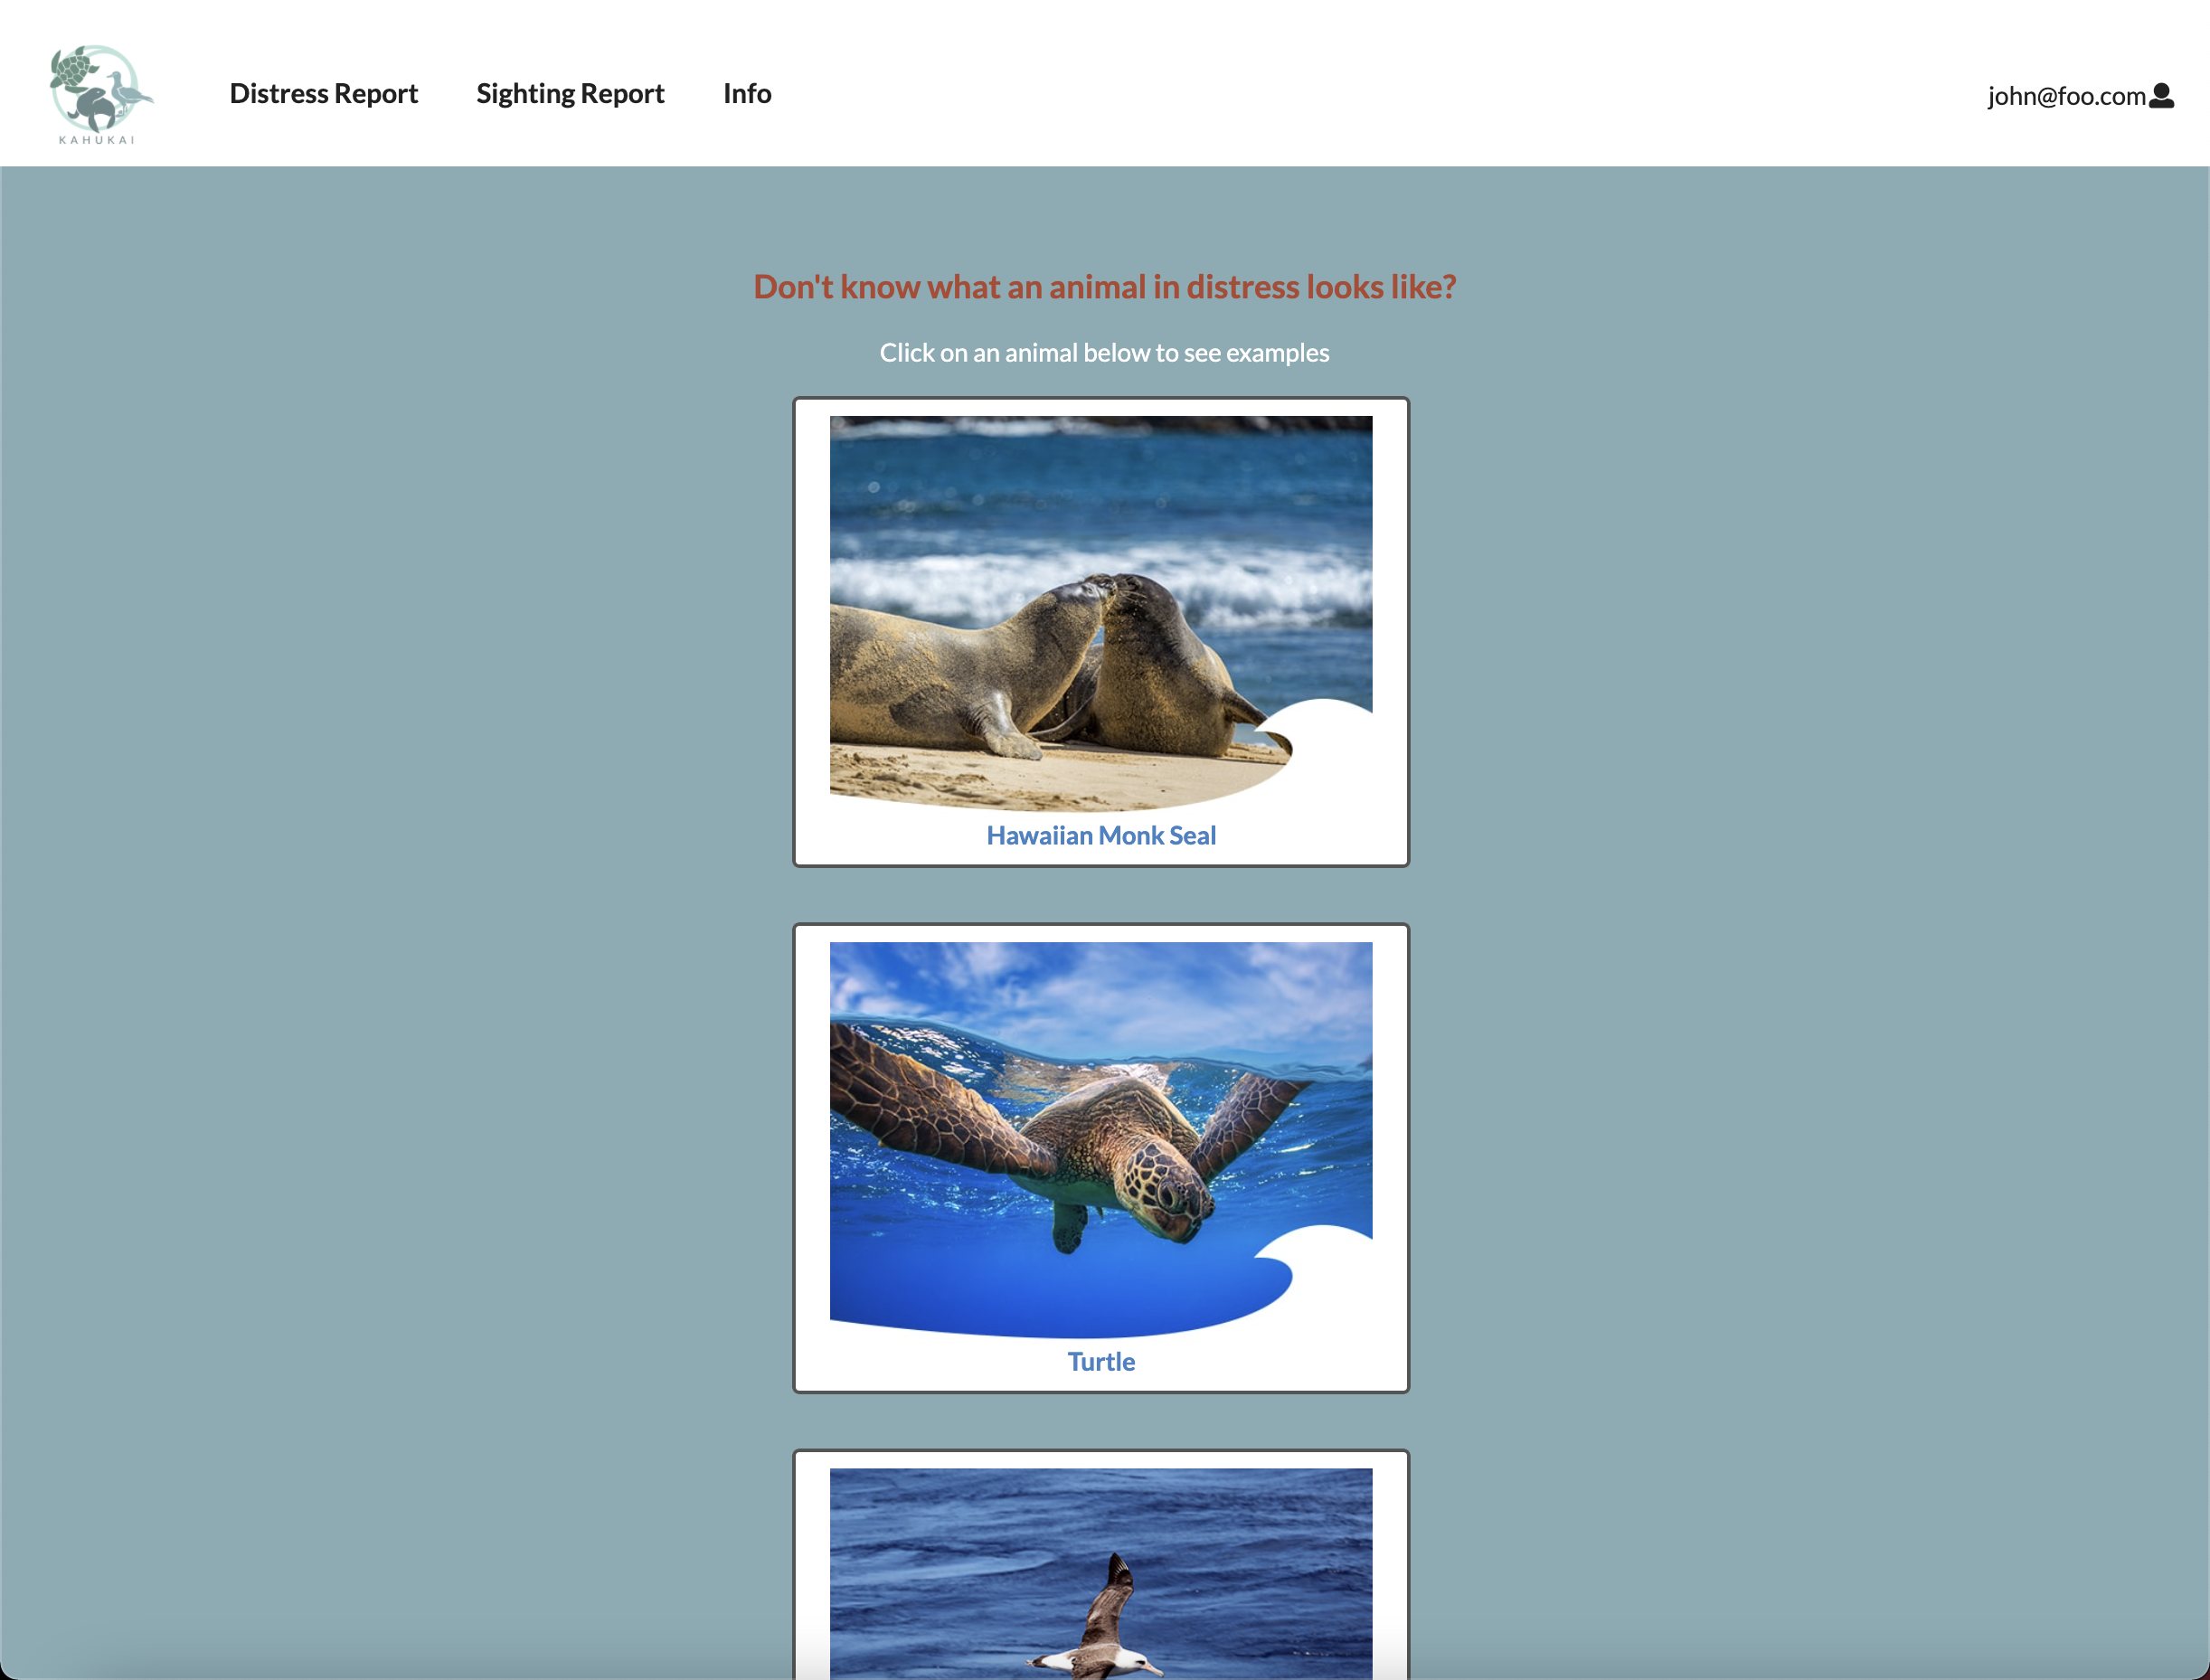 KAHUKAI
Distress Report
Sighting Report
Info
john@foo.com
Don't know what an animal in distress looks like?
Click on an animal below to see examples
Hawaiian Monk Seal
Turtle